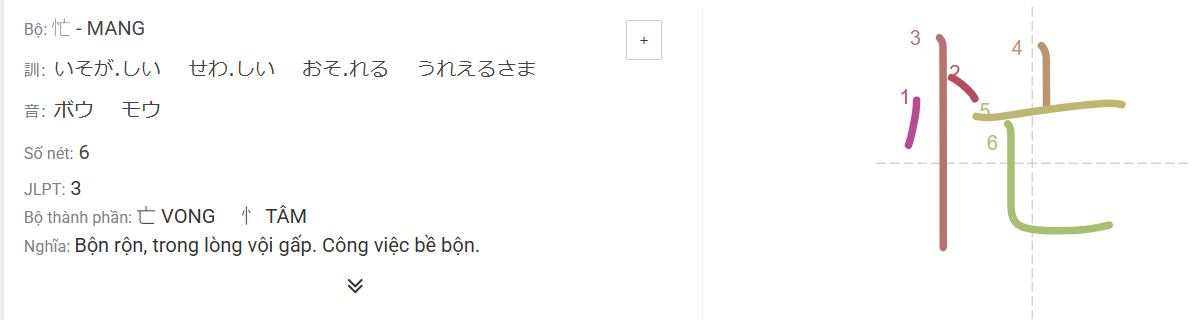 Bộ: 忙 - MANG
+
訓: いそが.しい せわ.しい おそ.れる うれえるさま
音: ボウ モウ
Số nét: 6
JLPT: 3
Bộ thành phần: 亡 VONG 忄 TÂM
Nghĩa: Bộn rộn, trong lòng vội gấp. Công việc bề bộn.
3
4
2
1
5
6